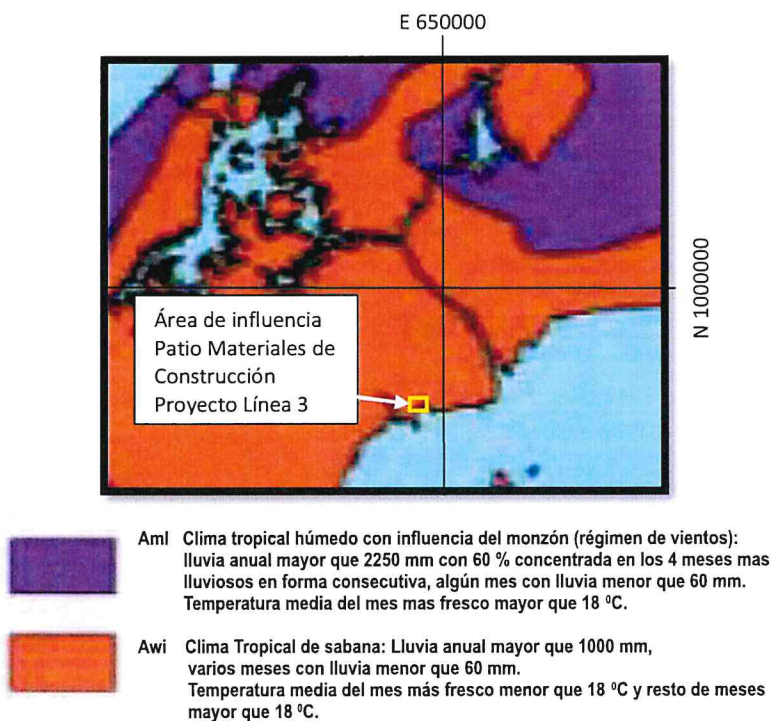 E 650000
N 1000000
Área de influencia
Patio Materiales de
Construcción
Proyecto Línea 3
Aml Clima tropical húmedo con influencia del monzón (régimen de vientos):
lluvia anual mayor que 2250 mm con 60 % concentrada en los 4 meses mas
lluviosos en forma consecutiva, algún mes con lluvia menor que 60 mm.
Temperatura media del mes mas fresco mayor que 18 ºC.
Awi Clima Tropical de sabana: Lluvia anual mayor que 1000 mm,
varios meses con lluvia menor que 60 mm.
Temperatura media del mes más fresco menor que 18 ºC y resto de meses
mayor que 18 ºC.